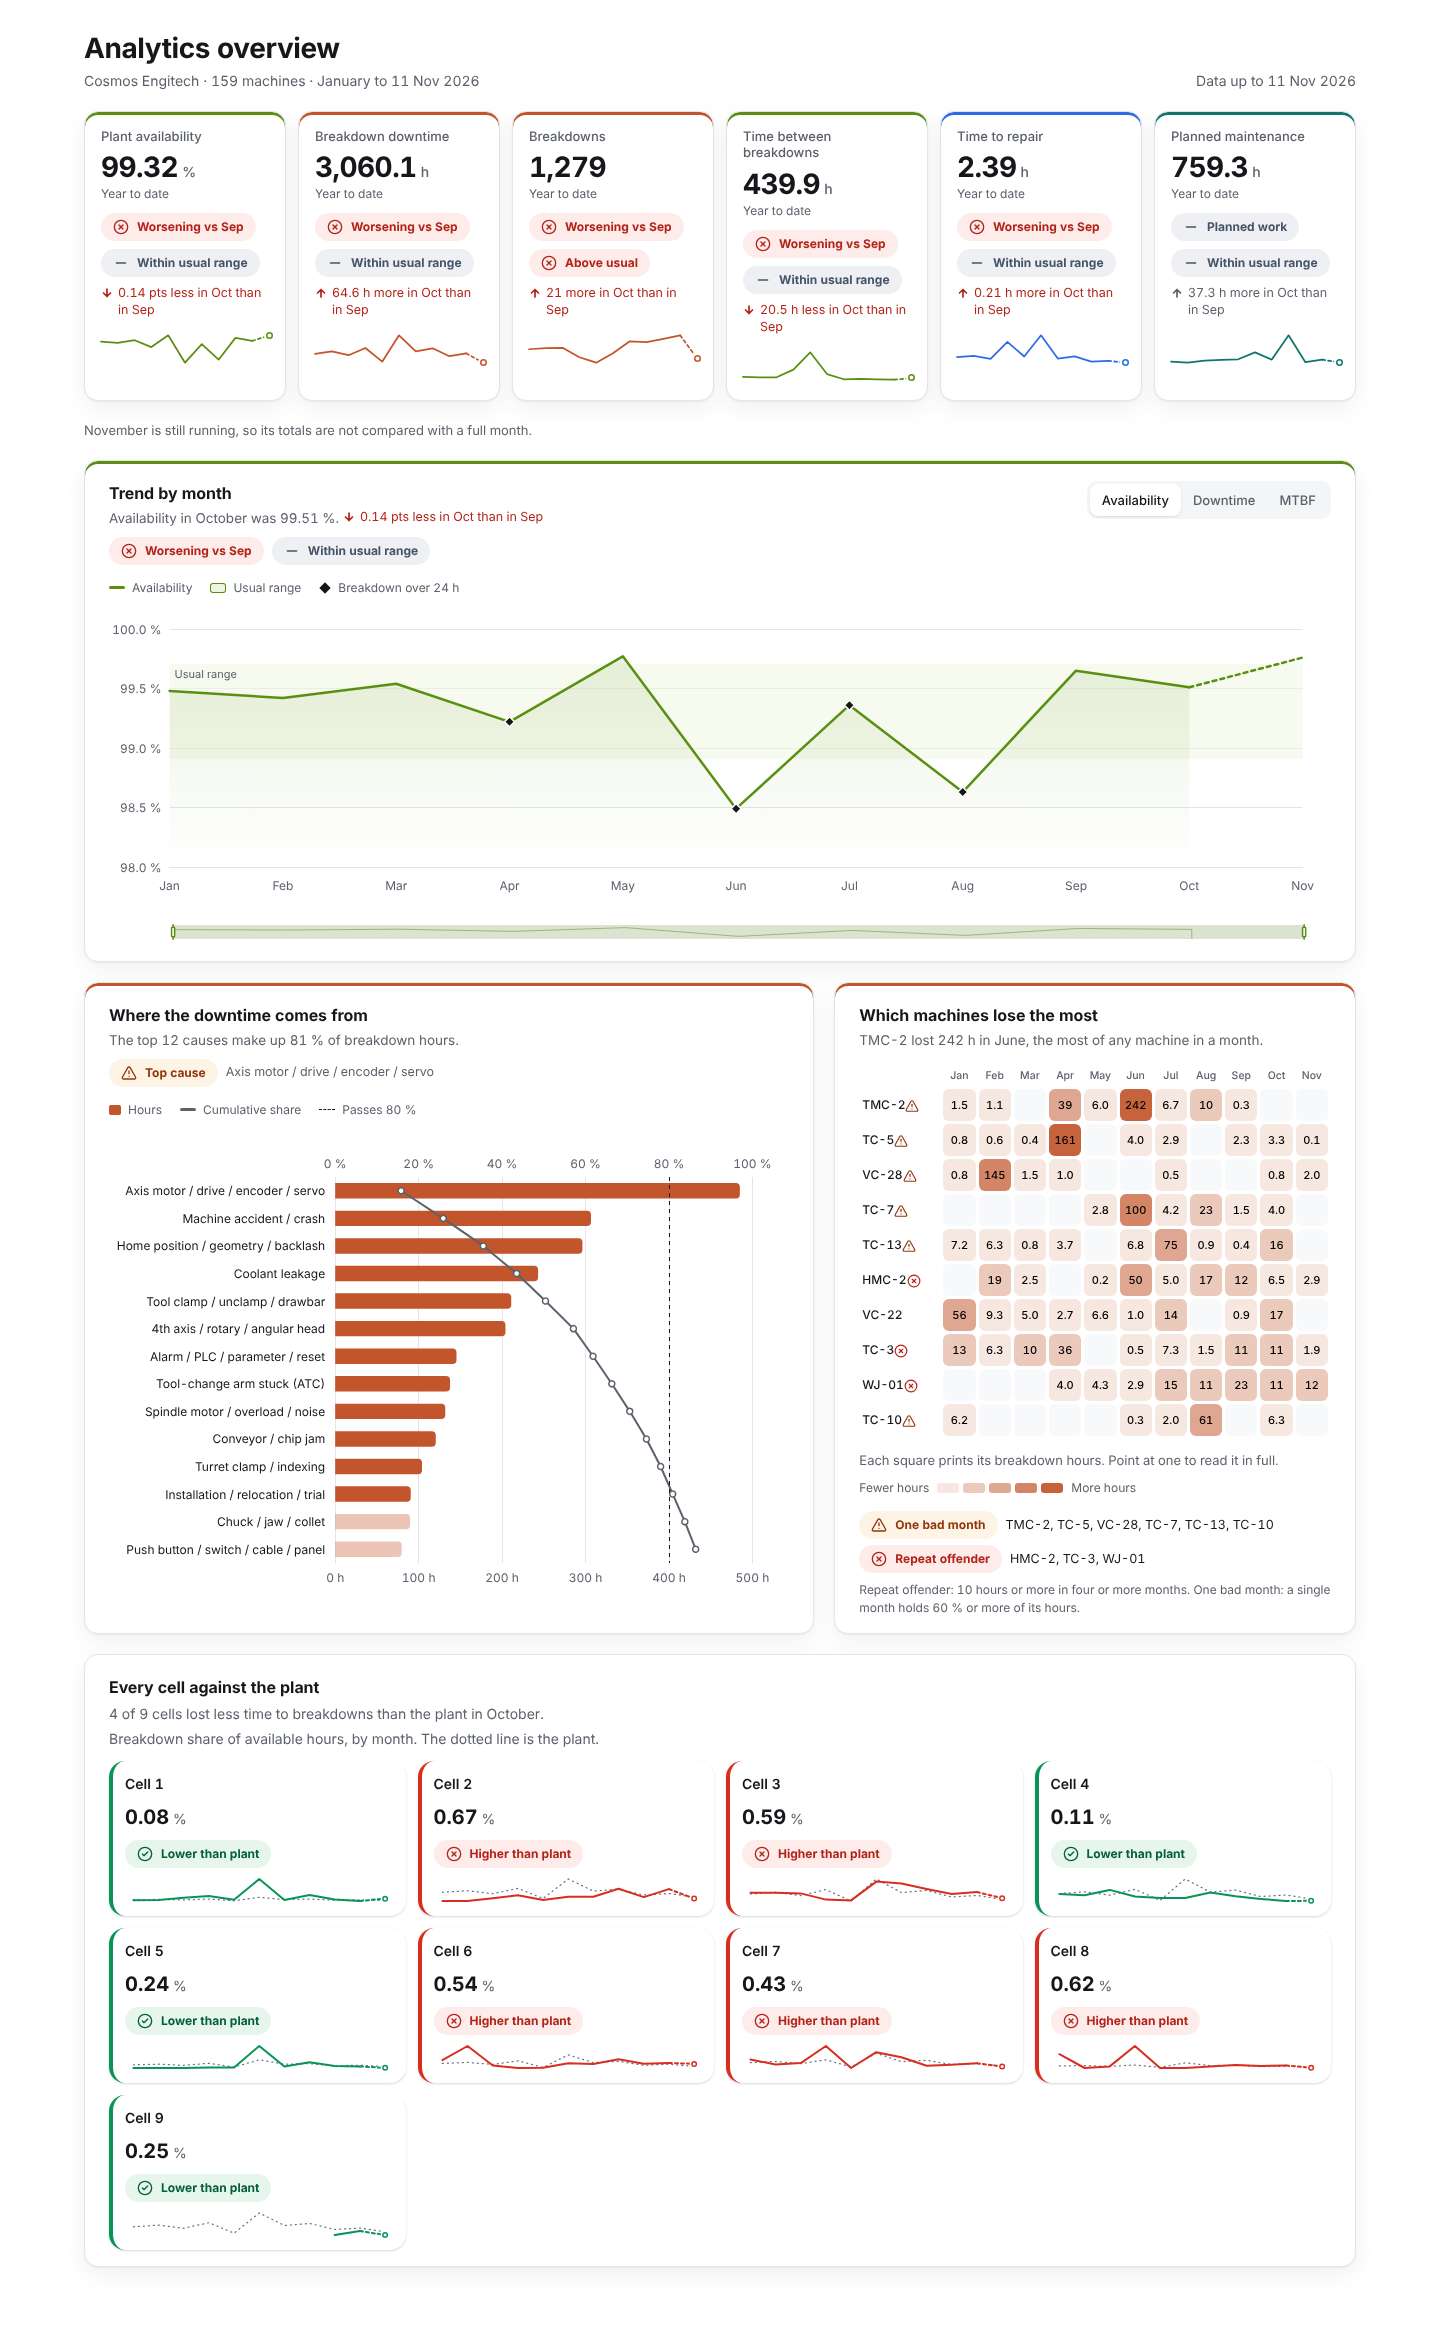 Analytics overview
Cosmos Engitech · 159 machines · January to 11 Nov 2026
Data up to 11 Nov 2026
Plant availability
99.32 %
Year to date
Worsening vs Sep
Within usual range
0.14 pts less in Oct than
in Sep
Breakdown downtime
3,060.1 h
Year to date
Worsening vs Sep
Within usual range
64.6 h more in Oct than
in Sep
Breakdowns
1,279
Year to date
Worsening vs Sep
Above usual
21 more in Oct than in
Sep
Time between
breakdowns
439.9 h
Year to date
Worsening vs Sep
Within usual range
20.5 h less in Oct than in
Sep
Time to repair
2.39 h
Year to date
Worsening vs Sep
Within usual range
0.21 h more in Oct than
in Sep
Planned maintenance
759.3 h
Year to date
Planned work
Within usual range
37.3 h more in Oct than
in Sep
November is still running, so its totals are not compared with a full month.
Trend by month
Availability Downtime MTBF
Availability in October was 99.51 %. 0.14 pts less in Oct than in Sep
Worsening vs Sep Within usual range
Availability Usual range Breakdown over 24 h
100.0 %
Usual range
99.5 %
99.0 %
98.5 %
98.0 %
Jan Feb Mar Apr May Jun Jul Aug Sep Oct Nov
Where the downtime comes from
The top 12 causes make up 81 % of breakdown hours.
Top cause Axis motor / drive / encoder / servo
Hours Cumulative share Passes 80 %
0 % 20 % 40 % 60 % 80 % 100 %
Axis motor / drive / encoder / servo
Machine accident / crash
Home position / geometry / backlash
Coolant leakage
Tool clamp / unclamp / drawbar
4th axis / rotary / angular head
Alarm / PLC / parameter / reset
Tool-change arm stuck (ATC)
Spindle motor / overload / noise
Conveyor / chip jam
Turret clamp / indexing
Installation / relocation / trial
Chuck / jaw / collet
Push button / switch / cable / panel
0 h 100 h 200 h 300 h 400 h 500 h
Which machines lose the most
TMC-2 lost 242 h in June, the most of any machine in a month.
Jan Feb Mar Apr May Jun Jul Aug Sep Oct Nov
TMC-2 1.5 1.1 39 6.0 242 6.7 10 0.3
TC-5 0.8 0.6 0.4 161 4.0 2.9 2.3 3.3 0.1
VC-28 0.8 145 1.5 1.0 0.5 0.8 2.0
TC-7 2.8 100 4.2 23 1.5 4.0
TC-13 7.2 6.3 0.8 3.7 6.8 75 0.9 0.4 16
HMC-2 19 2.5 0.2 50 5.0 17 12 6.5 2.9
VC-22 56 9.3 5.0 2.7 6.6 1.0 14 0.9 17
TC-3 13 6.3 10 36 0.5 7.3 1.5 11 11 1.9
WJ-01 4.0 4.3 2.9 15 11 23 11 12
TC-10 6.2 0.3 2.0 61 6.3
Each square prints its breakdown hours. Point at one to read it in full.
Fewer hours More hours
One bad month TMC-2, TC-5, VC-28, TC-7, TC-13, TC-10
Repeat offender HMC-2, TC-3, WJ-01
Repeat offender: 10 hours or more in four or more months. One bad month: a single
month holds 60 % or more of its hours.
Every cell against the plant
4 of 9 cells lost less time to breakdowns than the plant in October.
Breakdown share of available hours, by month. The dotted line is the plant.
Cell 1
0.08 %
Lower than plant
Cell 2
0.67 %
Higher than plant
Cell 3
0.59 %
Higher than plant
Cell 4
0.11 %
Lower than plant
Cell 5
0.24 %
Lower than plant
Cell 6
0.54 %
Higher than plant
Cell 7
0.43 %
Higher than plant
Cell 8
0.62 %
Higher than plant
Cell 9
0.25 %
Lower than plant